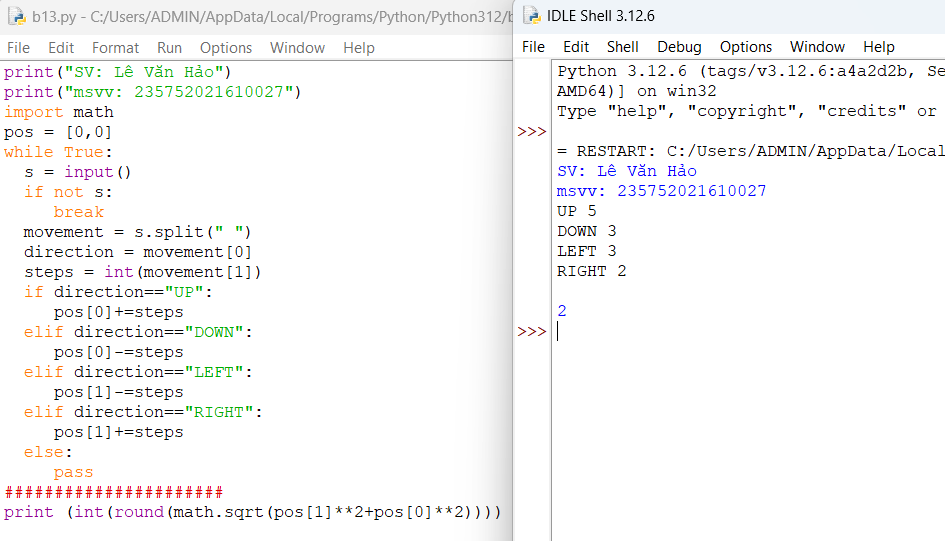 b13.py - C:/Users/ADMIN/AppData/Local/Programs/Python/Python312/b
File Edit Format Run Options Window Help
print("SV: Lê Văn Hảo")
print("msvv: 235752021610027")
import math
pos = [0,0]
while True:
  s = input()
  if not s:
     break
  movement = s.split(" ")
  direction = movement[0]
  steps = int(movement[1])
  if direction=="UP":
     pos[0]+=steps
  elif direction=="DOWN":
     pos[0]-=steps
  elif direction=="LEFT":
     pos[1]-=steps
  elif direction=="RIGHT":
     pos[1]+=steps
  else:
     pass
######################
print (int(round(math.sqrt(pos[1]**2+pos[0]**2))))
IDLE Shell 3.12.6
File Edit Shell Debug Options Window Help
Python 3.12.6 (tags/v3.12.6:a4a2d2b, Se
AMD64)] on win32
Type "help", "copyright", "credits" or
>>>
= RESTART: C:/Users/ADMIN/AppData/Local
SV: Lê Văn Hảo
msvv: 235752021610027
UP 5
DOWN 3
LEFT 3
RIGHT 2
2
>>>